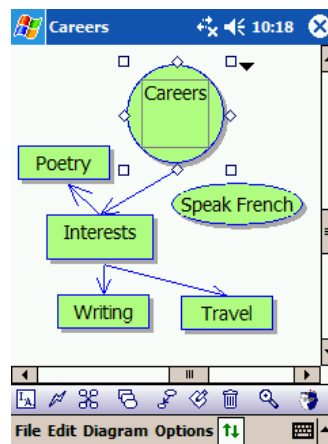 Careers 10:18
Careers
Poetry
Speak French
Interests
Writing
Travel
File Edit Diagram Options